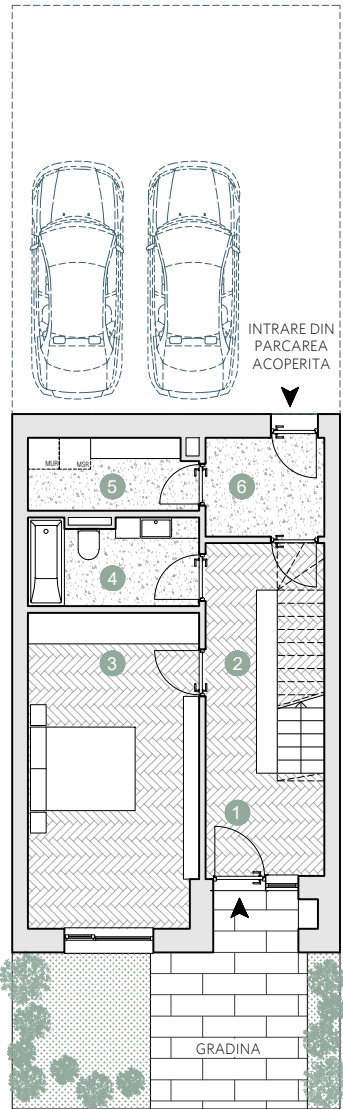 INTRARE DIN
PARCAREA
ACOPERITA
MUR
MSR
5
6
4
3
2
1
GRADINA